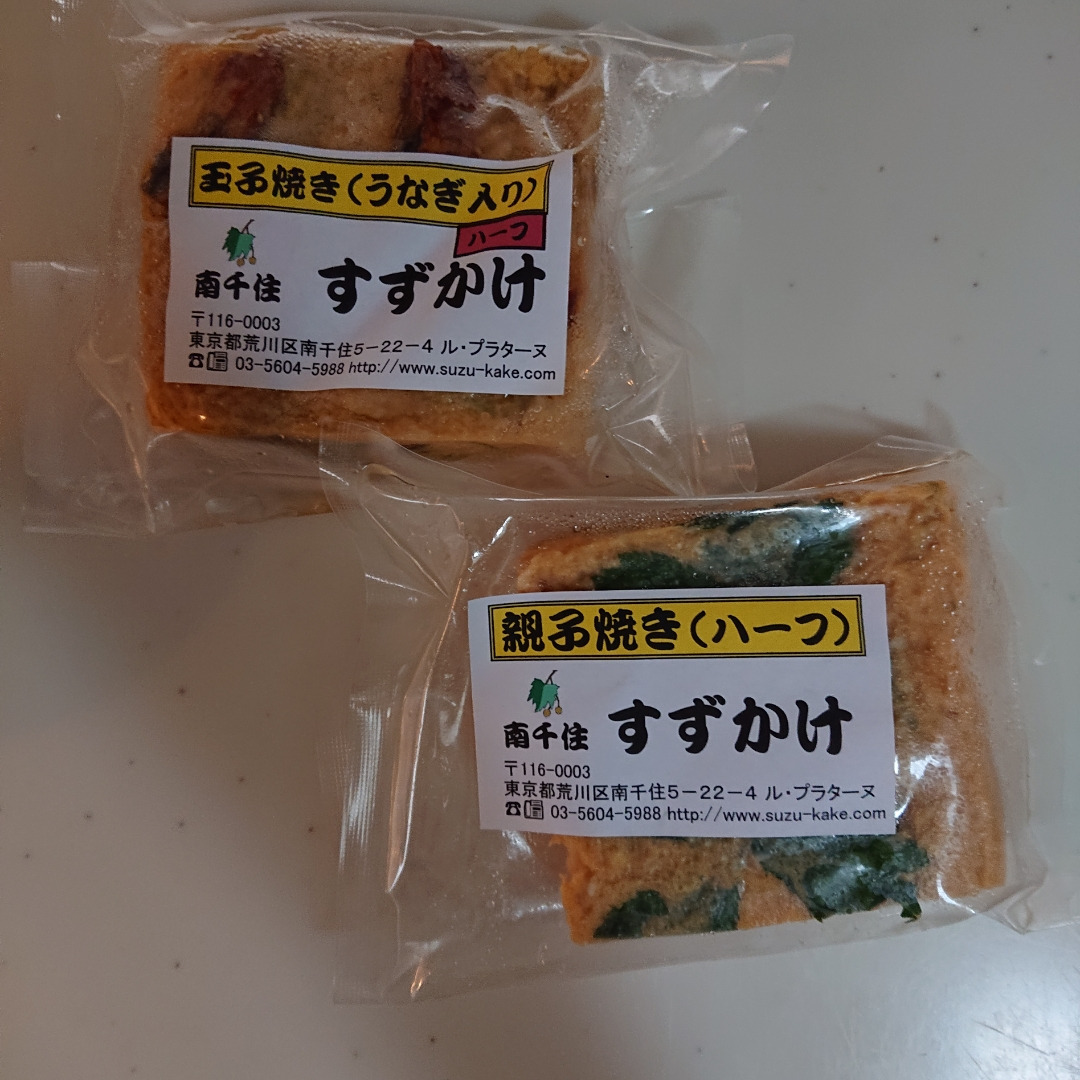 玉子焼き(うなぎ入り)
ハーフ
南千住 すずかけ
〒116-0003
東京都荒川区南千住5-22-4 ル・プラターヌ
☎ 03-5604-5988 http://www.suzu-kake.com
親子焼き(ハーフ)
南千住 すずかけ
〒116-0003
東京都荒川区南千住5-22-4 ル・プラターヌ
☎ 03-5604-5988 http://www.suzu-kake.com